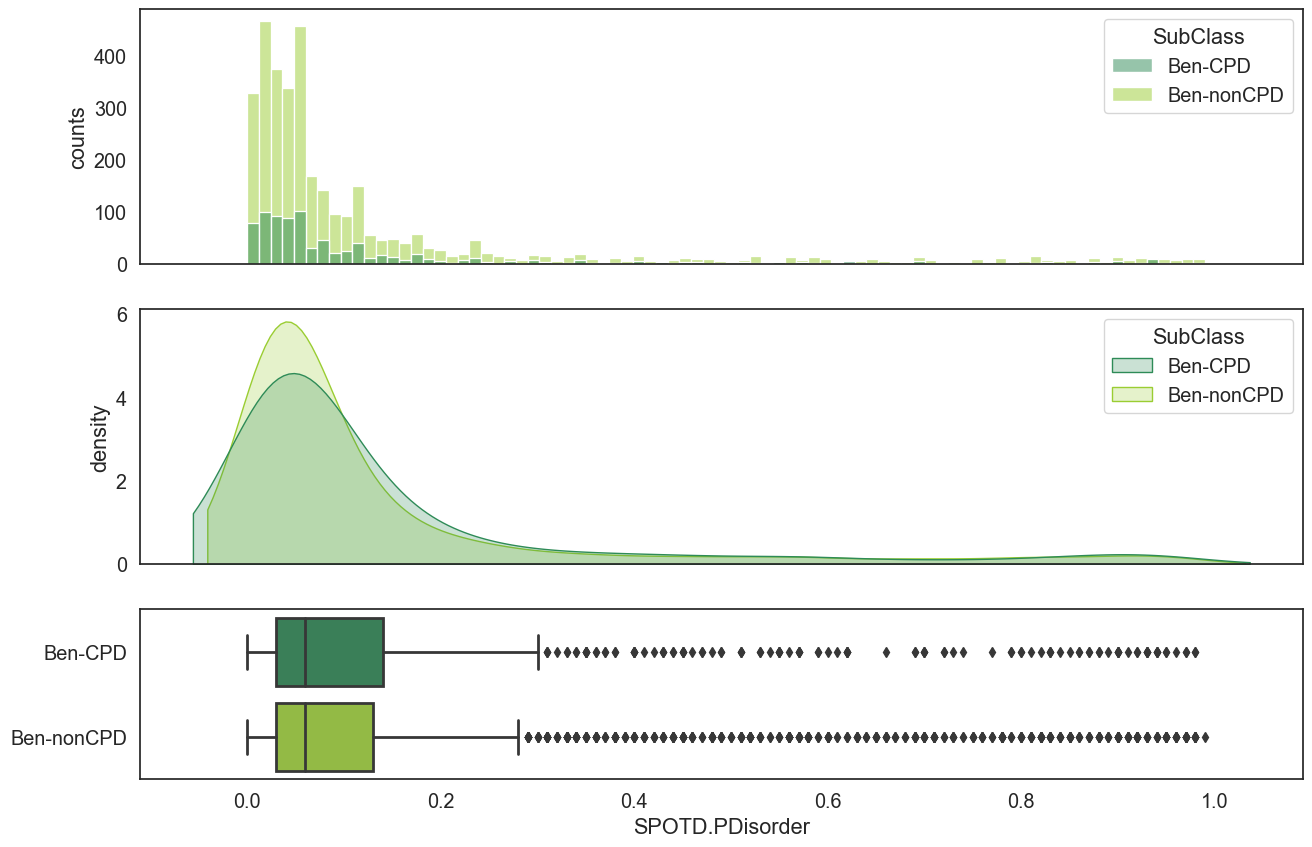 SubClass
Ben-CPD
Ben-nonCPD
400
300
200
100
0
counts
SubClass
Ben-CPD
Ben-nonCPD
6
4
2
0
density
Ben-CPD
Ben-nonCPD
0.0 0.2 0.4 0.6 0.8 1.0
SPOTD.PDisorder